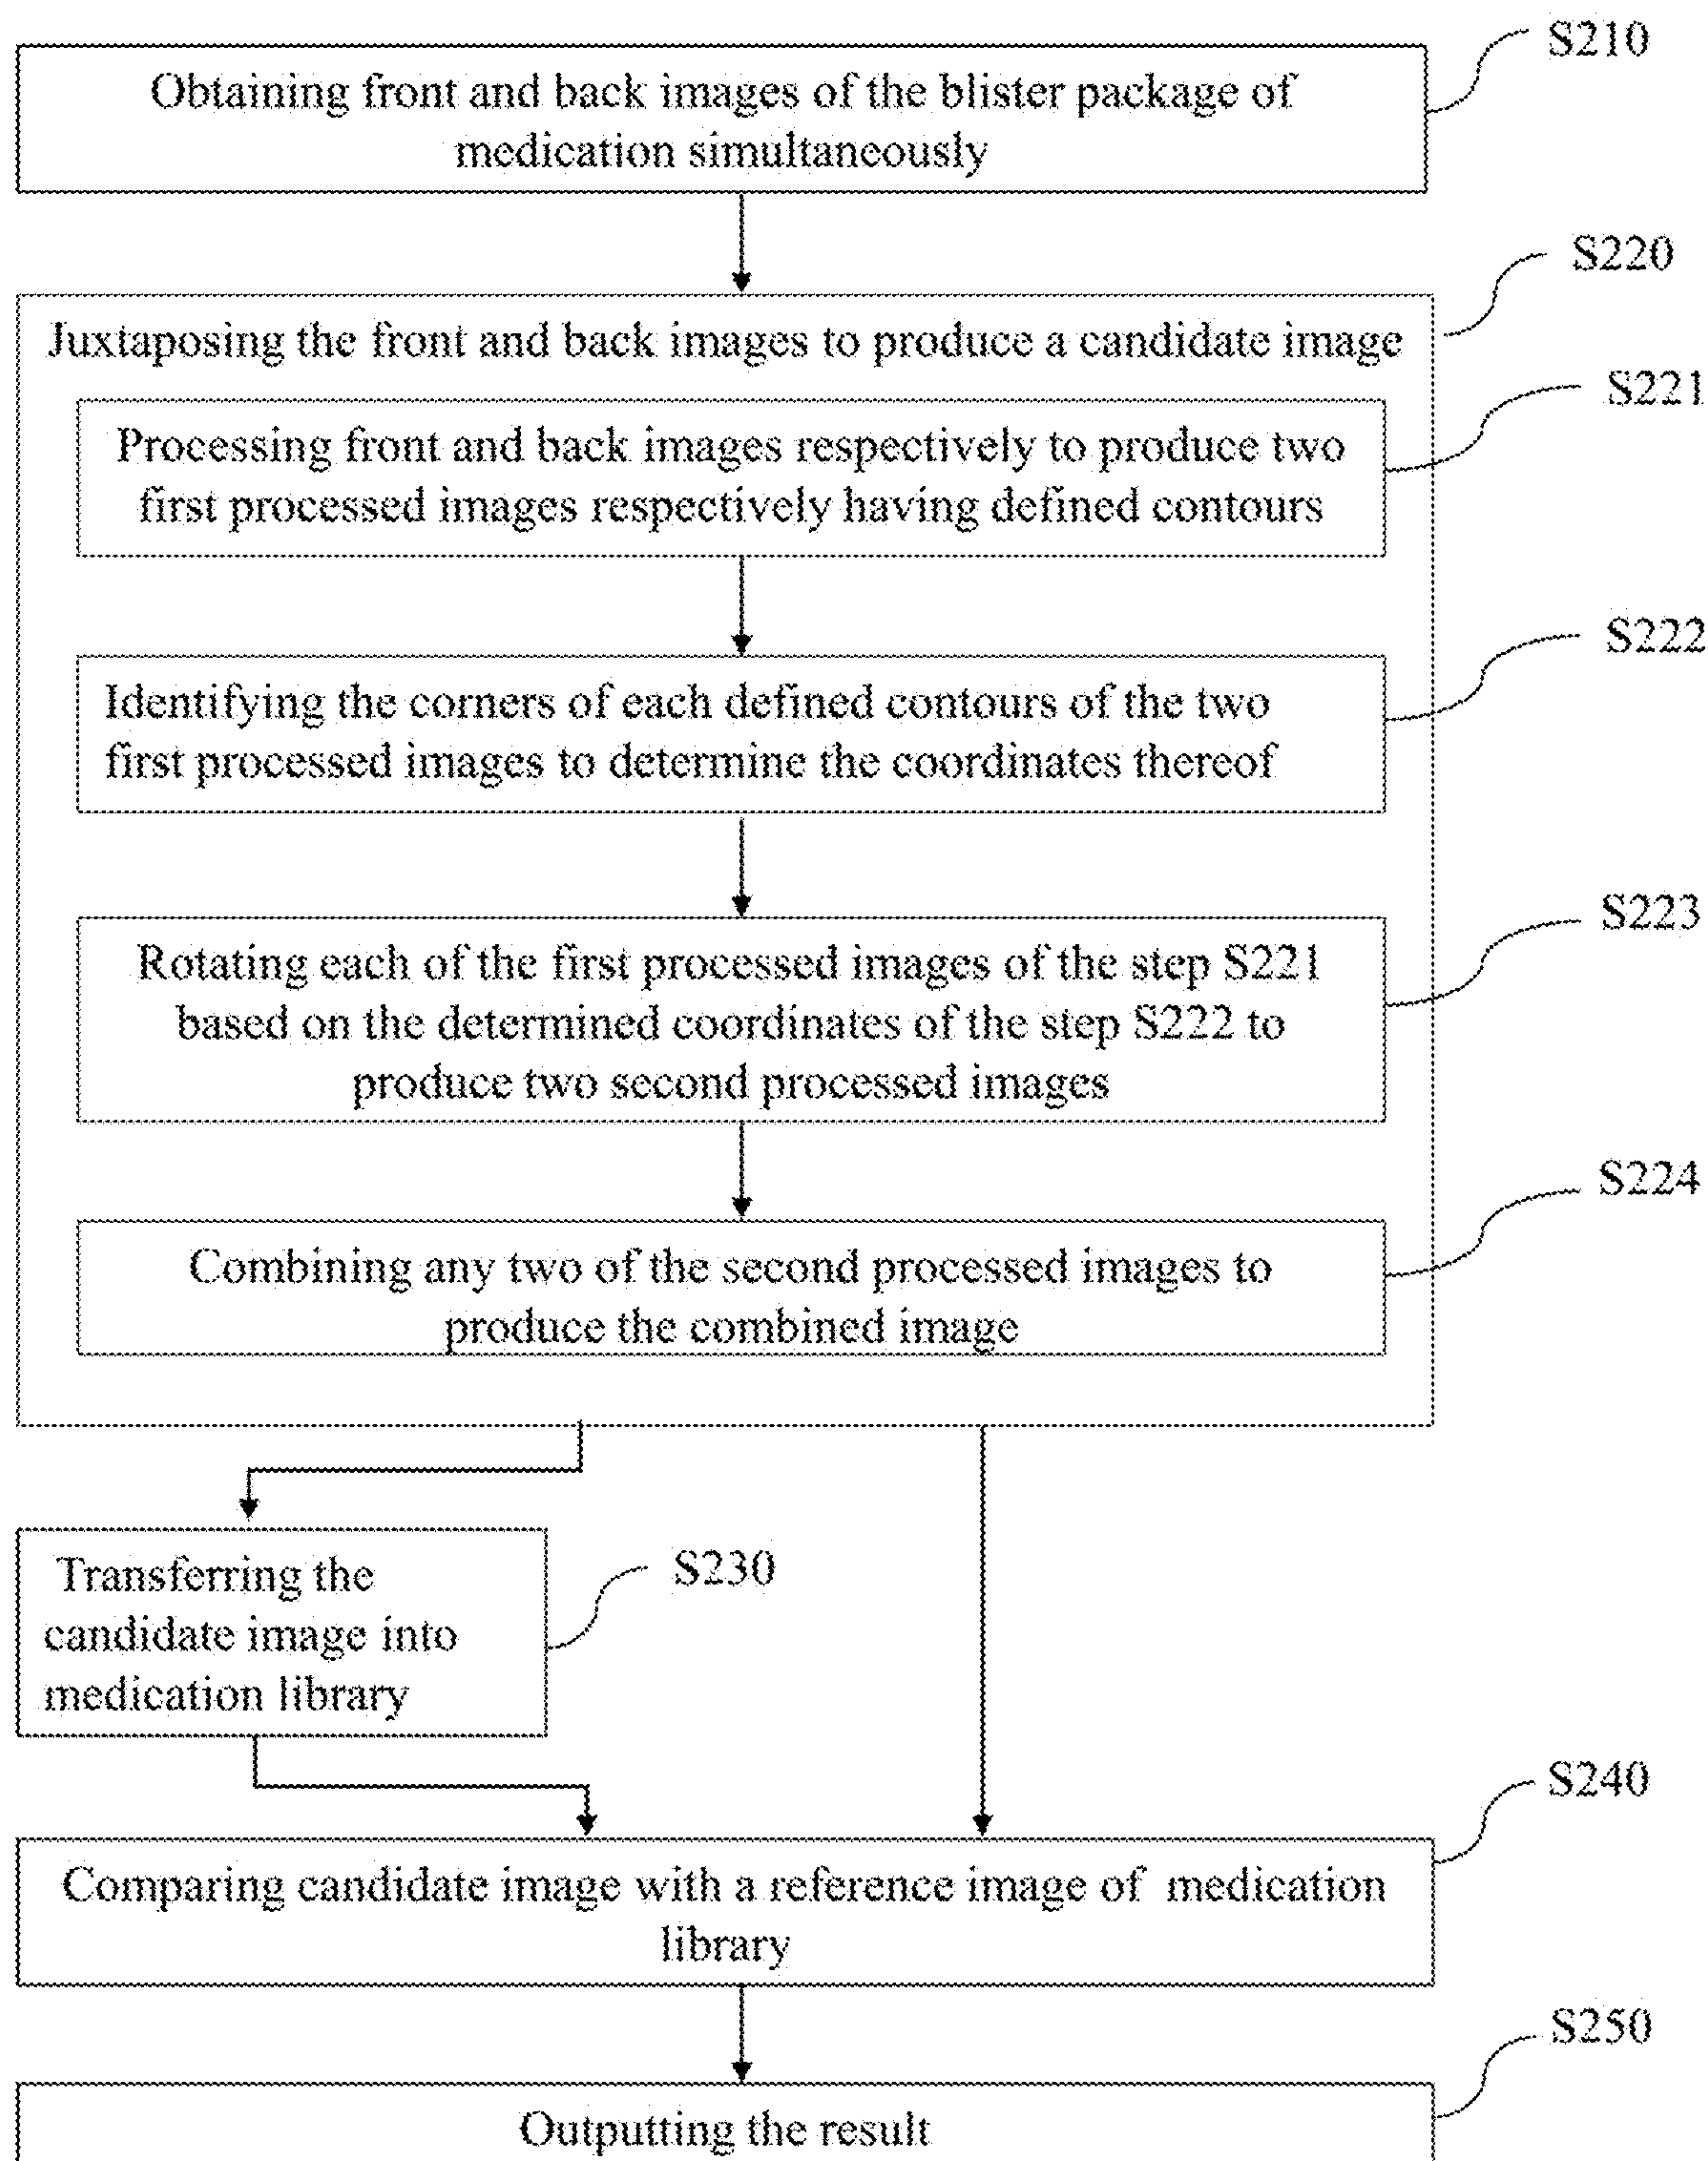 S210
Obtaining front and back images of the blister package of
medication simultaneously
S220
Juxtaposing the front and back images to produce a candidate image
S221
Processing front and back images respectively to produce two
first processed images respectively having defined contours
S222
Identifying the corners of each defined contours of the two
first processed images to determine the coordinates thereof
S223
Rotating each of the first processed images of the step S221
based on the determined coordinates of the step S222 to
produce two second processed images
S224
Combining any two of the second processed images to
produce the combined image
S230
Transferring the
candidate image into
medication library
S240
Comparing candidate image with a reference image of medication
library
S250
Outputting the result